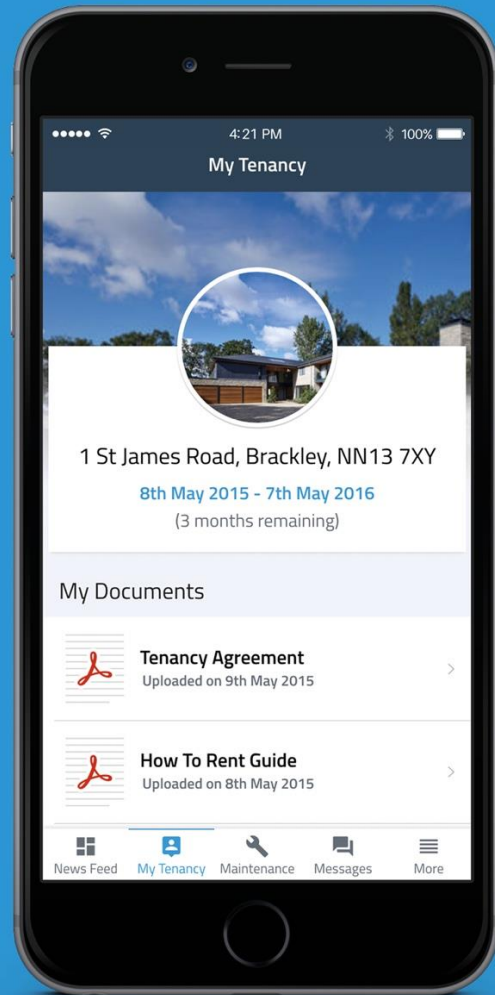 4:21 PM
100%
My Tenancy
1 St James Road, Brackley, NN13 7XY
8th May 2015 - 7th May 2016
(3 months remaining)
My Documents
Tenancy Agreement
Uploaded on 9th May 2015
How To Rent Guide
Uploaded on 8th May 2015
News Feed
My Tenancy
Maintenance
Messages
More